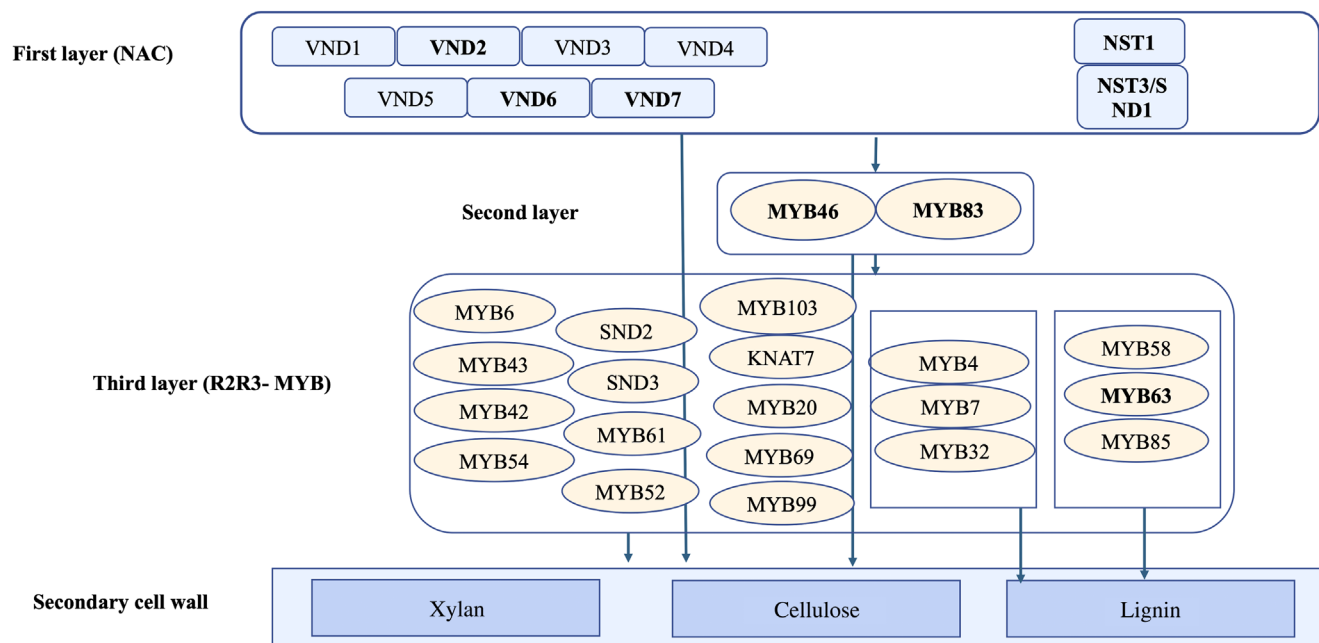 First layer (NAC)
VND1
VND2
VND3
VND4
VND5
VND6
VND7
NST1
NST3/S
ND1
Second layer
MYB46
MYB83
Third layer (R2R3- MYB)
MYB6
MYB43
MYB42
MYB54
SND2
SND3
MYB61
MYB52
MYB103
KNAT7
MYB20
MYB69
MYB99
MYB4
MYB7
MYB32
MYB58
MYB63
MYB85
Secondary cell wall
Xylan
Cellulose
Lignin